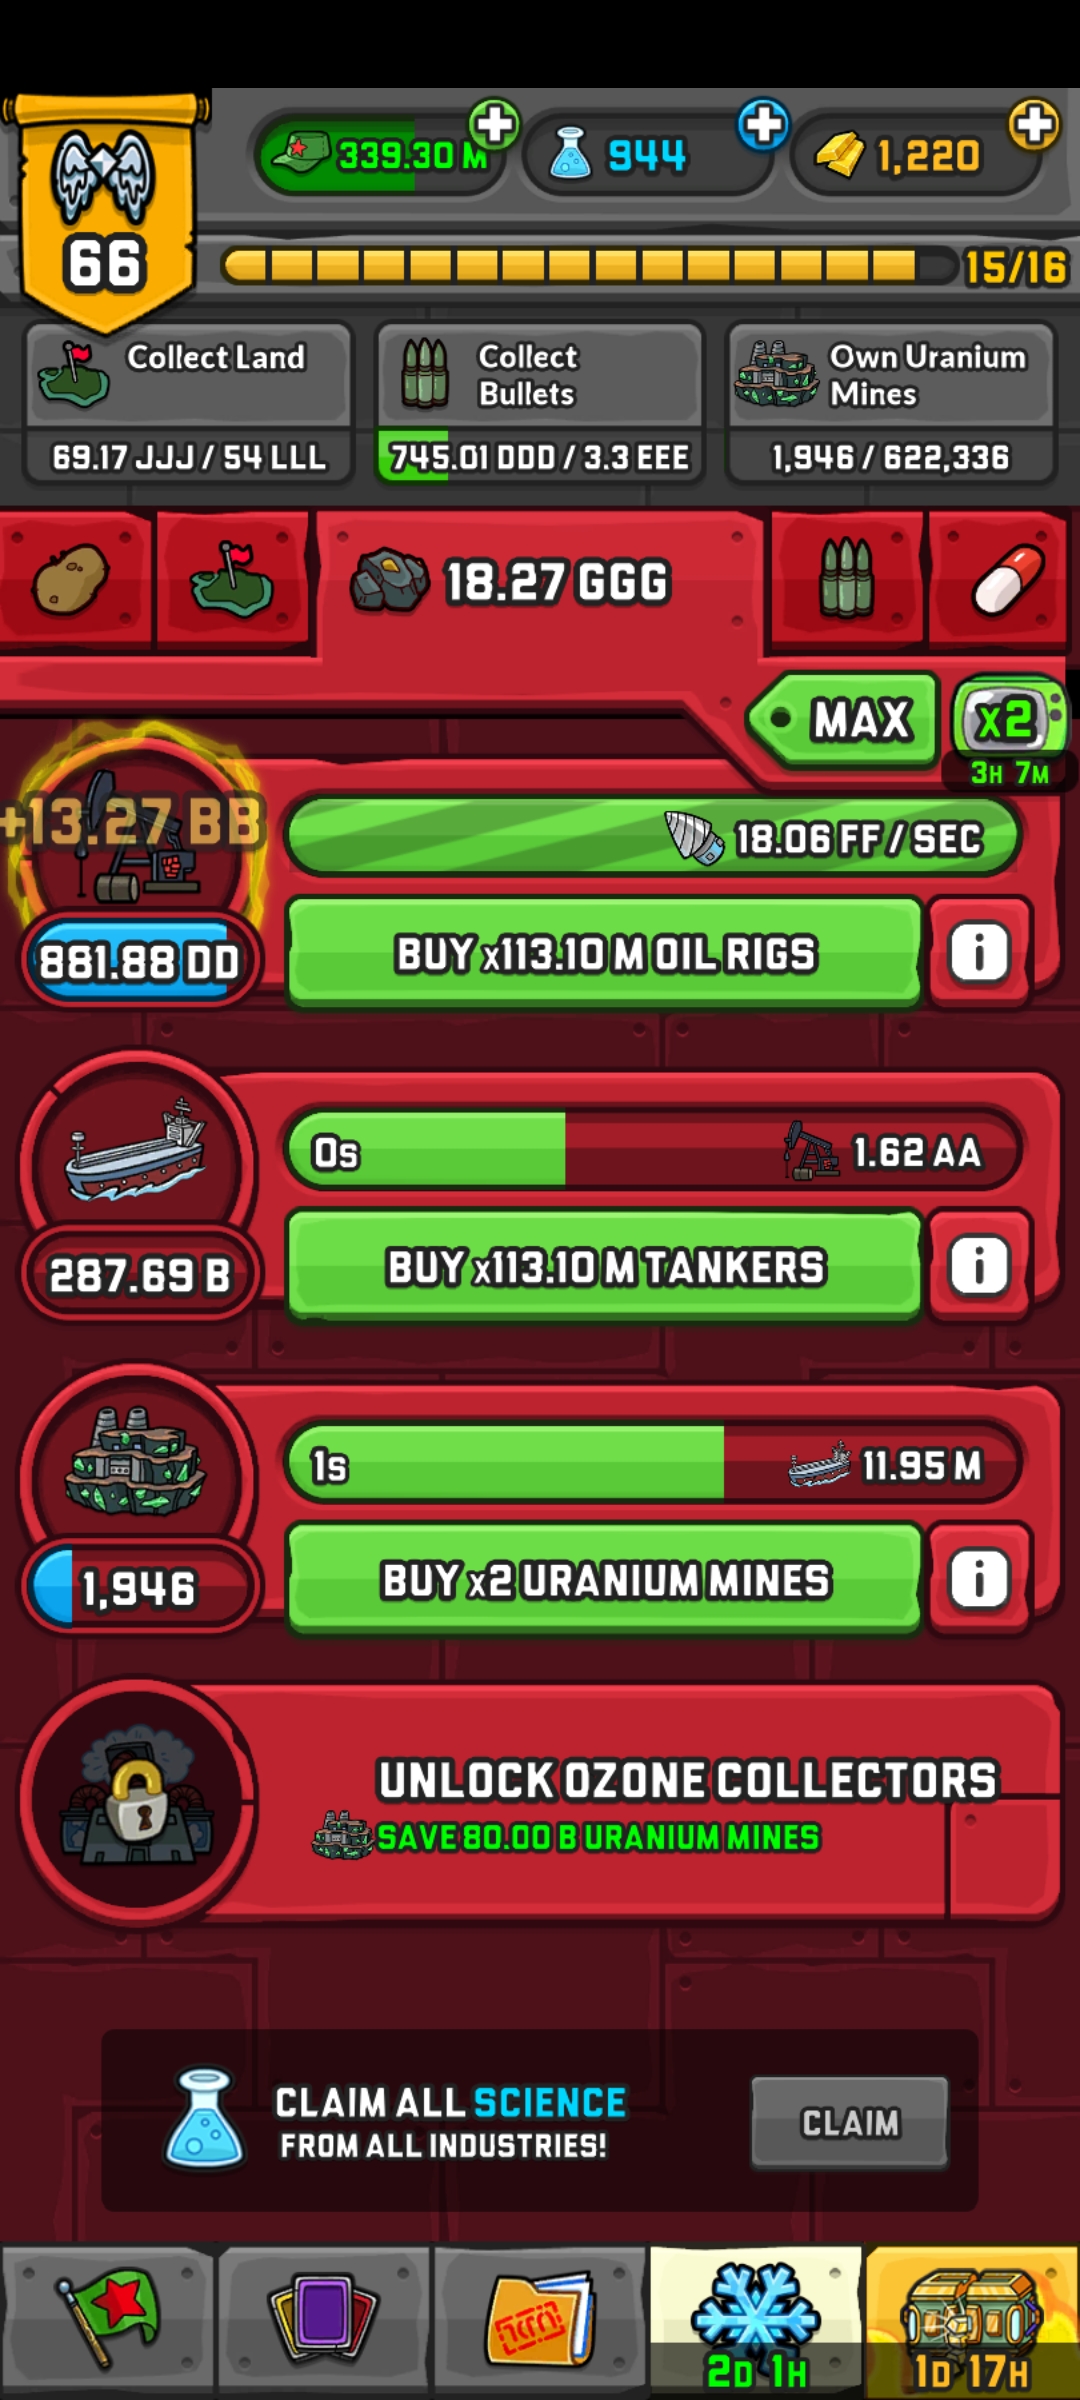 66
339.30 M
944
1,220
15/16
Collect Land
69.17 JJJ / 54 LLL
Collect
Bullets
745.01 DDD / 3.3 EEE
Own Uranium
Mines
1,946 / 622,336
18.27 GGG
MAX
x2
3H 7M
+13.27 BB
18.06 FF / SEC
881.88 DD
BUY x113.10 M OIL RIGS
i
0s
1.62 AA
287.69 B
BUY x113.10 M TANKERS
i
1s
11.95 M
1,946
BUY x2 URANIUM MINES
i
UNLOCK OZONE COLLECTORS
SAVE 80.00 B URANIUM MINES
CLAIM ALL SCIENCE
FROM ALL INDUSTRIES!
CLAIM
2D 1H
1D 17H